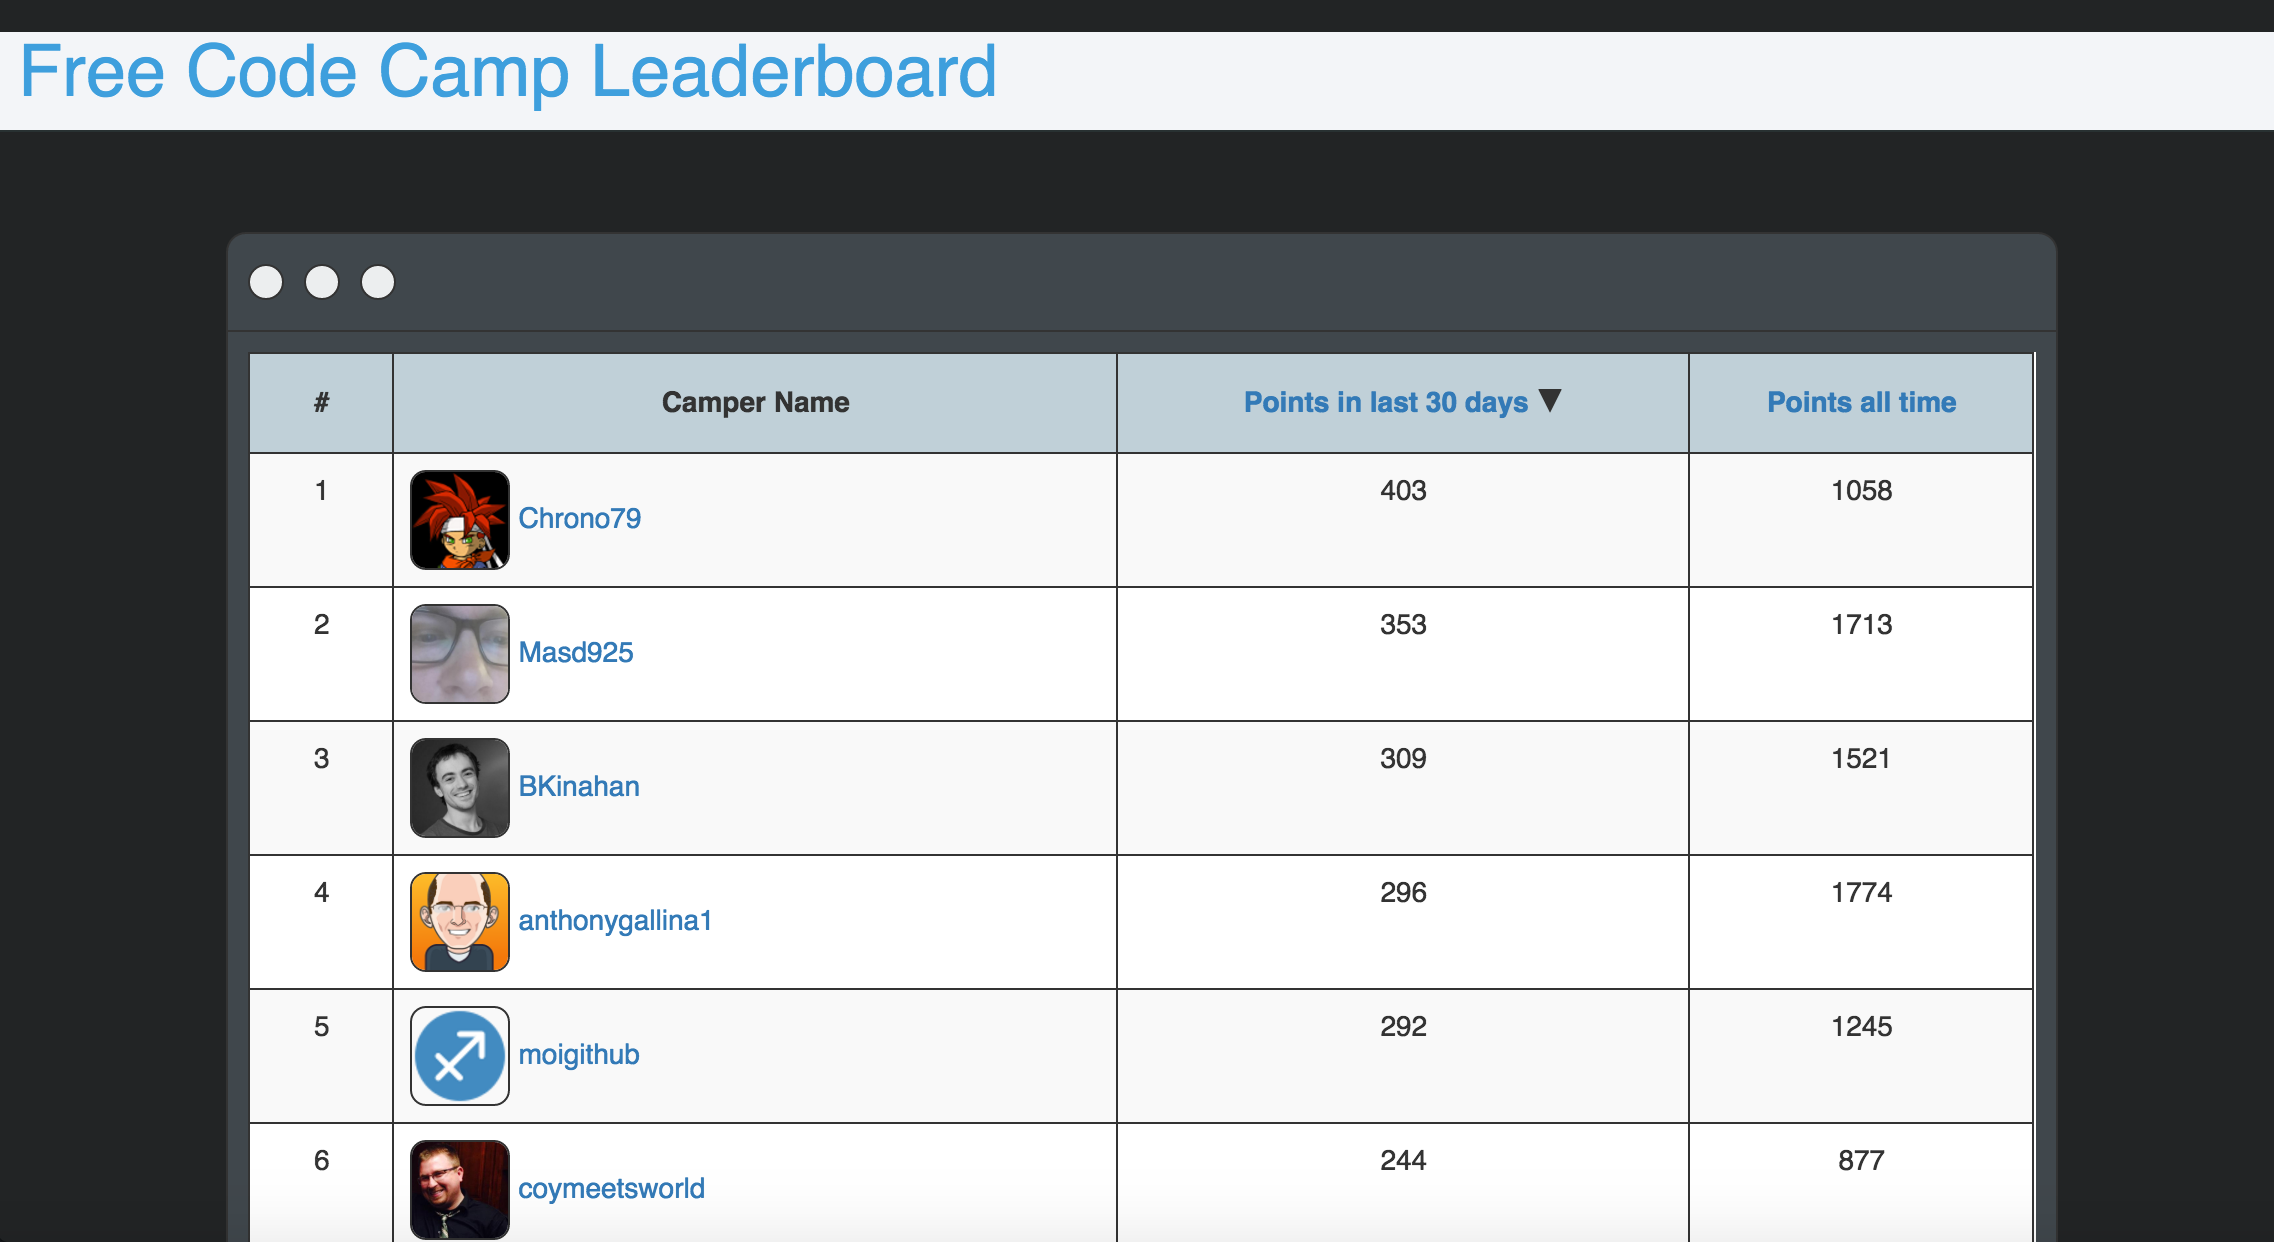 Free Code Camp Leaderboard
# Camper Name Points in last 30 days ▼ Points all time
1 Chrono79 403 1058
2 Masd925 353 1713
3 BKinahan 309 1521
4 anthonygallina1 296 1774
5 moigithub 292 1245
6 coymeetsworld 244 877